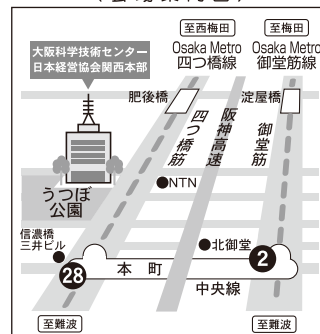 至西梅田
至梅田
Osaka Metro
四つ橋線
Osaka Metro
御堂筋線
大阪科学技術センター
日本経営協会関西本部
肥後橋
淀屋橋
四つ橋筋
阪神高速
御堂筋
うつぼ
公園
●NTN
信濃橋
三井ビル
●北御堂
28
本町
2
中央線
至難波
至難波